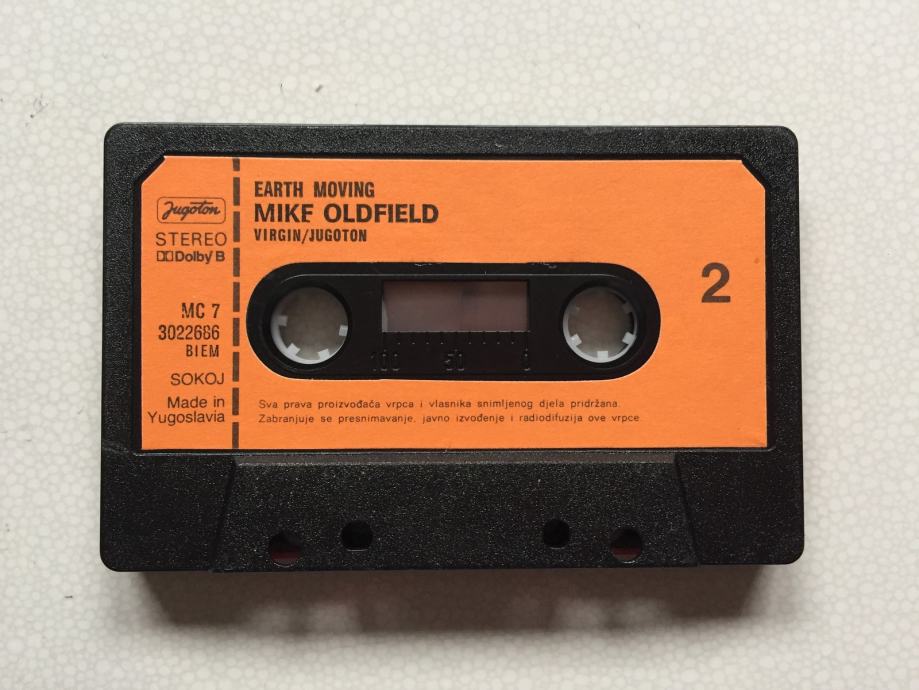 EARTH MOVING
MIKE OLDFIELD
VIRGIN/JUGOTON
Jugoton
STEREO
Dolby B
2
MC 7
3022686
BIEM
SOKOJ
Made in
Yugoslavia
100 50 0
Sva prava proizvođača vrpca i vlasnika snimljenog djela pridržana.
Zabranjuje se presnimavanje, javno izvođenje i radiodifuzija ove vrpce.